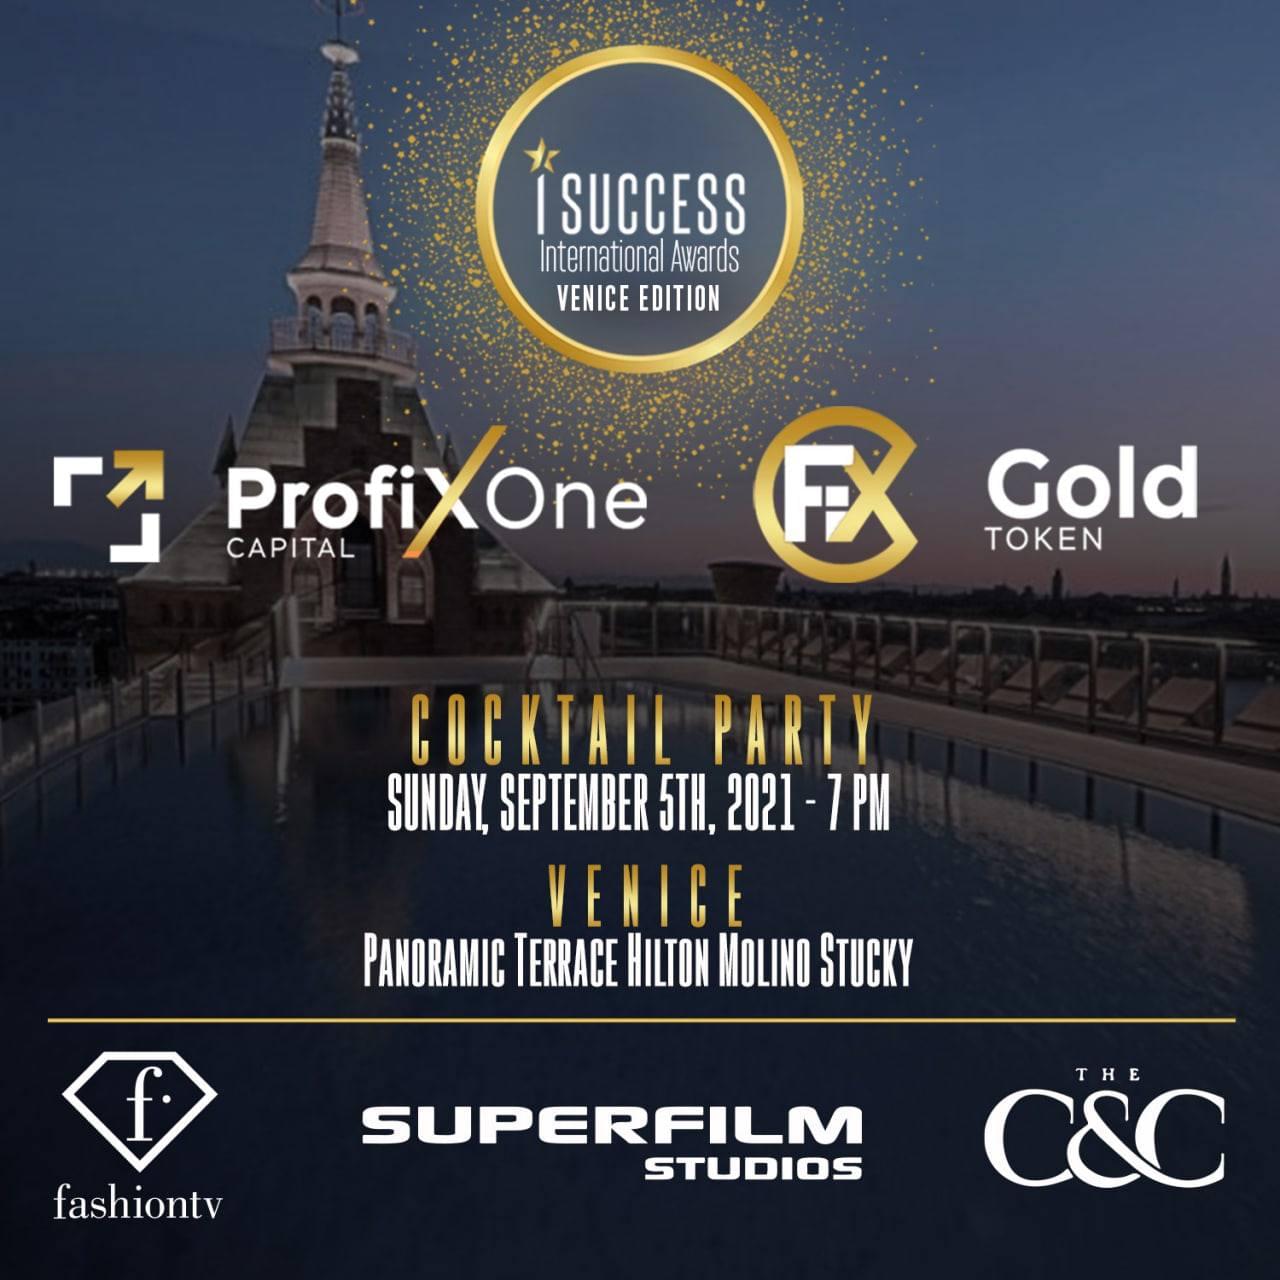 i SUCCESS
International Awards
VENICE EDITION
ProfiXOne
CAPITAL
FiX
Gold
TOKEN
COCKTAIL PARTY
SUNDAY, SEPTEMBER 5TH, 2021 - 7 PM
VENICE
PANORAMIC TERRACE HILTON MOLINO STUCKY
f.
fashiontv
SUPERFILM
STUDIOS
THE
C&C